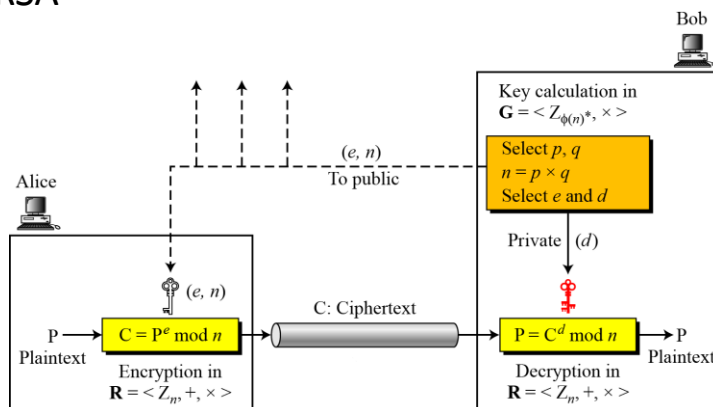 RSA
Bob
Key calculation in
G = < Z_ϕ(n)*, × >
Select p, q
n = p × q
Select e and d
(e, n)
To public
Alice
Private (d)
(e, n)
C: Ciphertext
P
Plaintext
C = P^e mod n
P = C^d mod n
P
Plaintext
Encryption in
R = < Z_n, +, × >
Decryption in
R = < Z_n, +, × >